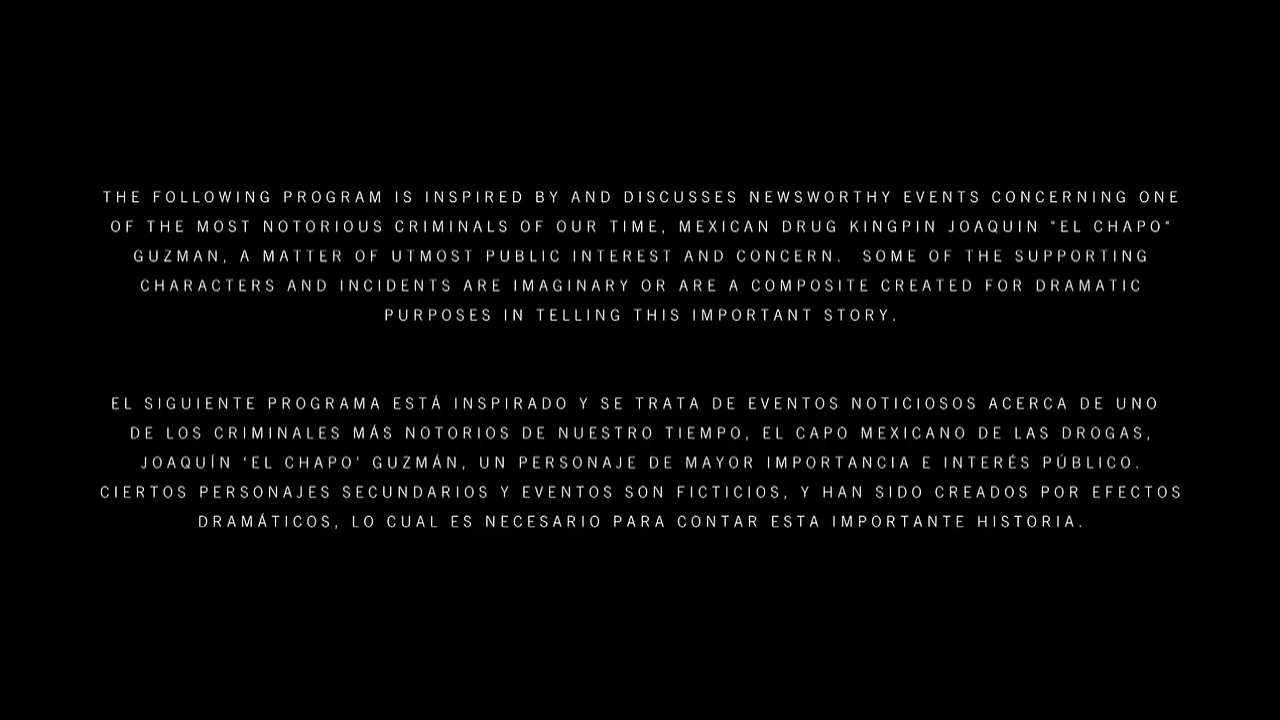 THE FOLLOWING PROGRAM IS INSPIRED BY AND DISCUSSES NEWSWORTHY EVENTS CONCERNING ONE
OF THE MOST NOTORIOUS CRIMINALS OF OUR TIME, MEXICAN DRUG KINGPIN JOAQUIN "EL CHAPO"
GUZMAN, A MATTER OF UTMOST PUBLIC INTEREST AND CONCERN.  SOME OF THE SUPPORTING
CHARACTERS AND INCIDENTS ARE IMAGINARY OR ARE A COMPOSITE CREATED FOR DRAMATIC
PURPOSES IN TELLING THIS IMPORTANT STORY.
EL SIGUIENTE PROGRAMA ESTÁ INSPIRADO Y SE TRATA DE EVENTOS NOTICIOSOS ACERCA DE UNO
DE LOS CRIMINALES MÁS NOTORIOS DE NUESTRO TIEMPO, EL CAPO MEXICANO DE LAS DROGAS,
JOAQUÍN ‘EL CHAPO’ GUZMÁN, UN PERSONAJE DE MAYOR IMPORTANCIA E INTERÉS PÚBLICO.
CIERTOS PERSONAJES SECUNDARIOS Y EVENTOS SON FICTICIOS, Y HAN SIDO CREADOS POR EFECTOS
DRAMÁTICOS, LO CUAL ES NECESARIO PARA CONTAR ESTA IMPORTANTE HISTORIA.